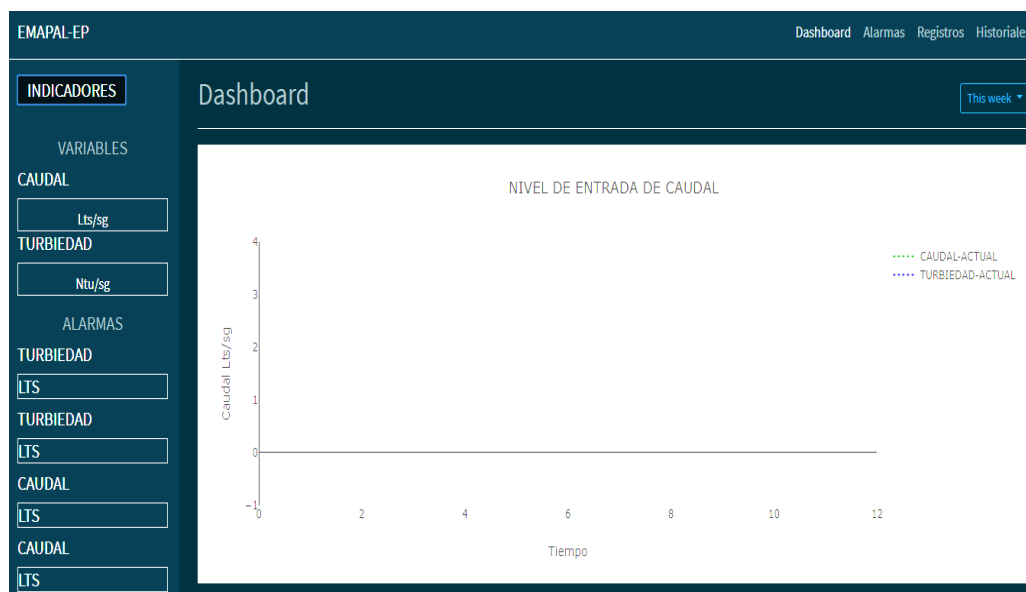 EMAPAL-EP
Dashboard Alarmas Registros Historiales
INDICADORES
VARIABLES
CAUDAL
Lts/sg
TURBIEDAD
Ntu/sg
ALARMAS
TURBIEDAD
LTS
TURBIEDAD
LTS
CAUDAL
LTS
CAUDAL
LTS
Dashboard
This week
NIVEL DE ENTRADA DE CAUDAL
CAUDAL-ACTUAL
TURBIEDAD-ACTUAL
Caudal Lts/sg
4
3
2
1
0
−1
0 2 4 6 8 10 12
Tiempo